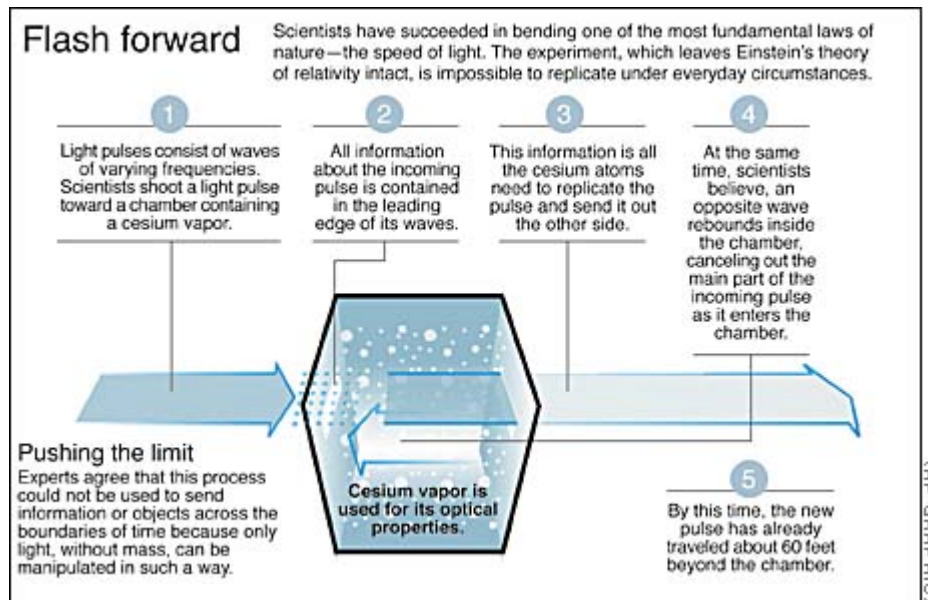 Flash forward
Scientists have succeeded in bending one of the most fundamental laws of
nature—the speed of light. The experiment, which leaves Einstein's theory
of relativity intact, is impossible to replicate under everyday circumstances.
1
Light pulses consist of waves
of varying frequencies.
Scientists shoot a light pulse
toward a chamber containing
a cesium vapor.
2
All information
about the incoming
pulse is contained
in the leading
edge of its waves.
3
This information is all
the cesium atoms
need to replicate the
pulse and send it out
the other side.
4
At the same
time, scientists
believe, an
opposite wave
rebounds inside
the chamber,
canceling out the
main part of the
incoming pulse
as it enters the
chamber.
Pushing the limit
Experts agree that this process
could not be used to send
information or objects across the
boundaries of time because only
light, without mass, can be
manipulated in such a way.
Cesium vapor is
used for its optical
properties.
5
By this time, the new
pulse has already
traveled about 60 feet
beyond the chamber.